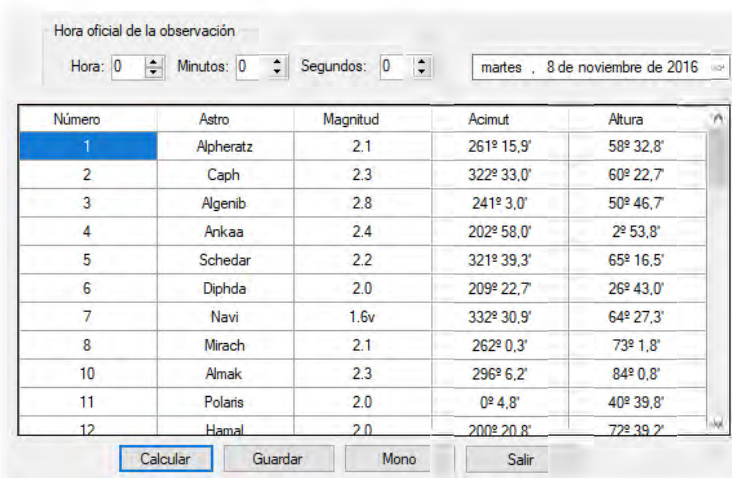 Hora oficial de la observación
Hora: 0 Minutos: 0 Segundos: 0 martes , 8 de noviembre de 2016
Número Astro Magnitud Acimut Altura
1 Alpheratz 2.1 261º 15,9' 58º 32,8'
2 Caph 2.3 322º 33,0' 60º 22,7'
3 Algenib 2.8 241º 3,0' 50º 46,7'
4 Ankaa 2.4 202º 58,0' 2º 53,8'
5 Schedar 2.2 321º 39,3' 65º 16,5'
6 Diphda 2.0 209º 22,7' 26º 43,0'
7 Navi 1.6v 332º 30,9' 64º 27,3'
8 Mirach 2.1 262º 0,3' 73º 1,8'
10 Almak 2.3 296º 6,2' 84º 0,8'
11 Polaris 2.0 0º 4,8' 40º 39,8'
12 Hamal 2.0 200º 20,8' 72º 39,2'
Calcular Guardar Mono Salir